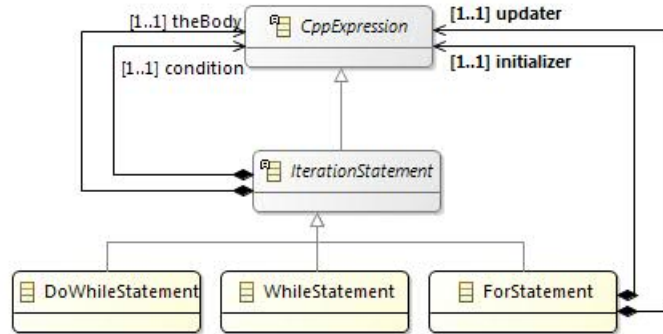 [1..1] theBody
CppExpression
[1..1] updater
[1..1] condition
[1..1] initializer
IterationStatement
DoWhileStatement
WhileStatement
ForStatement